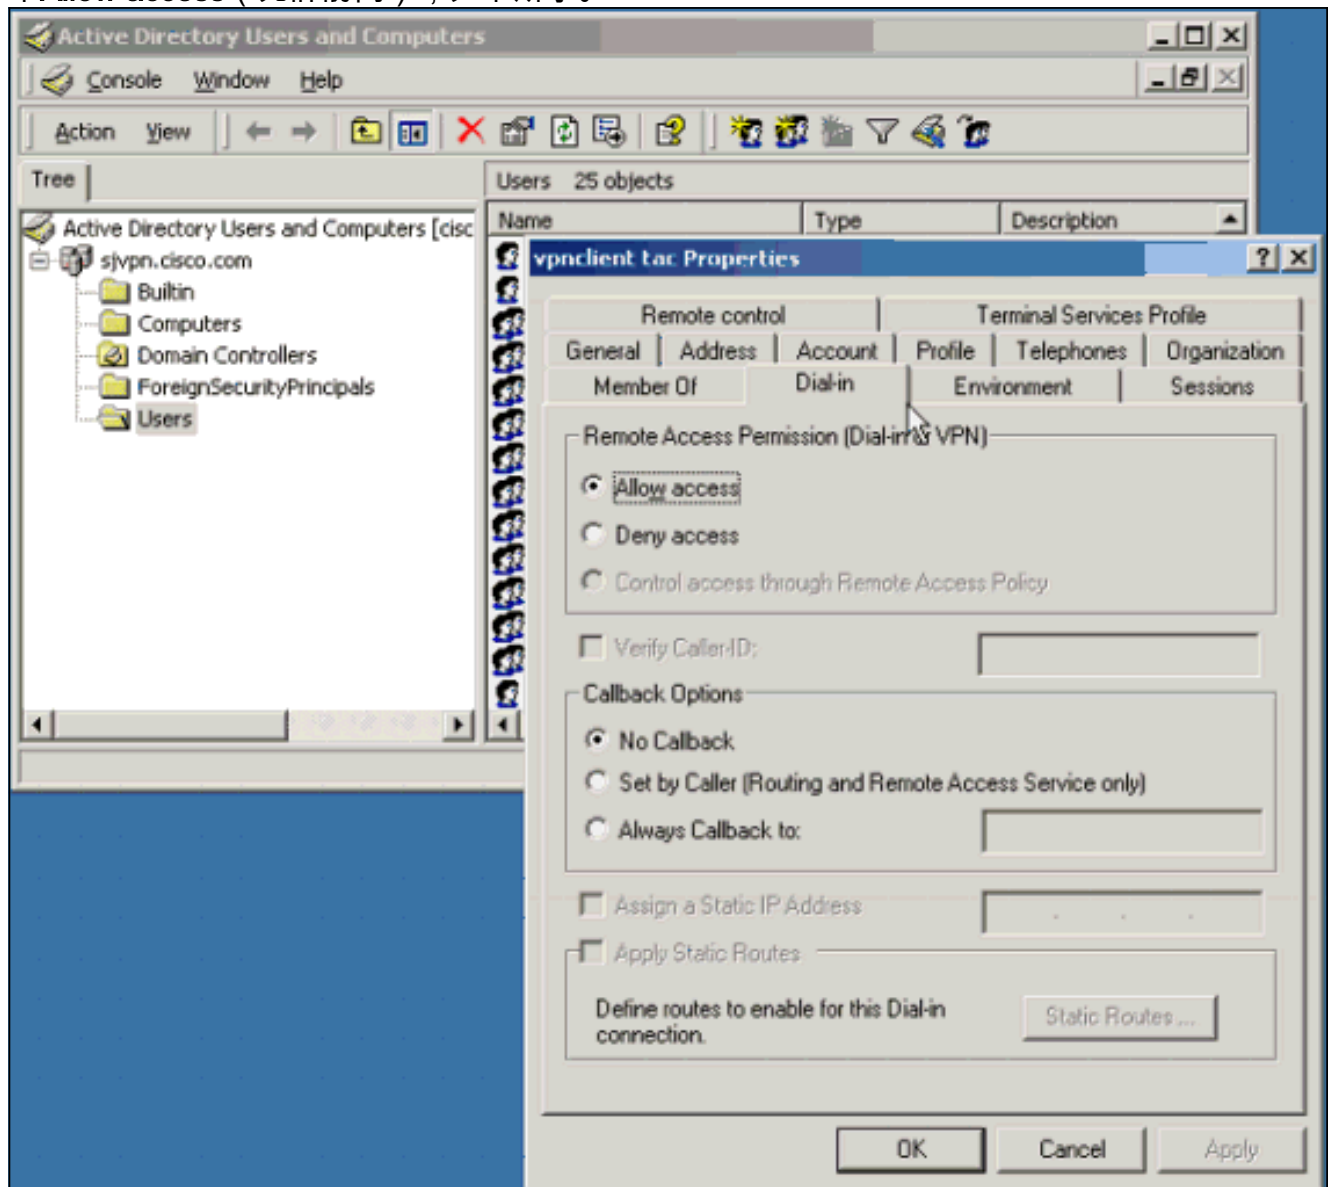 Allow access
Active Directory Users and Computers
Console Window Help
Action View
Tree
Users 25 objects
Name Type Description
Active Directory Users and Computers [cisc
sjvpn.cisco.com
Builtin
Computers
Domain Controllers
ForeignSecurityPrincipals
Users
vpnclient tac Properties
Remote control Terminal Services Profile
General Address Account Profile Telephones Organization
Member Of Dial-in Environment Sessions
Remote Access Permission (Dial-in & VPN)
Allow access
Deny access
Control access through Remote Access Policy
Verify Caller-ID:
Callback Options
No Callback
Set by Caller (Routing and Remote Access Service only)
Always Callback to:
Assign a Static IP Address
Apply Static Routes
Define routes to enable for this Dial-in
connection.
Static Routes ...
OK Cancel Apply